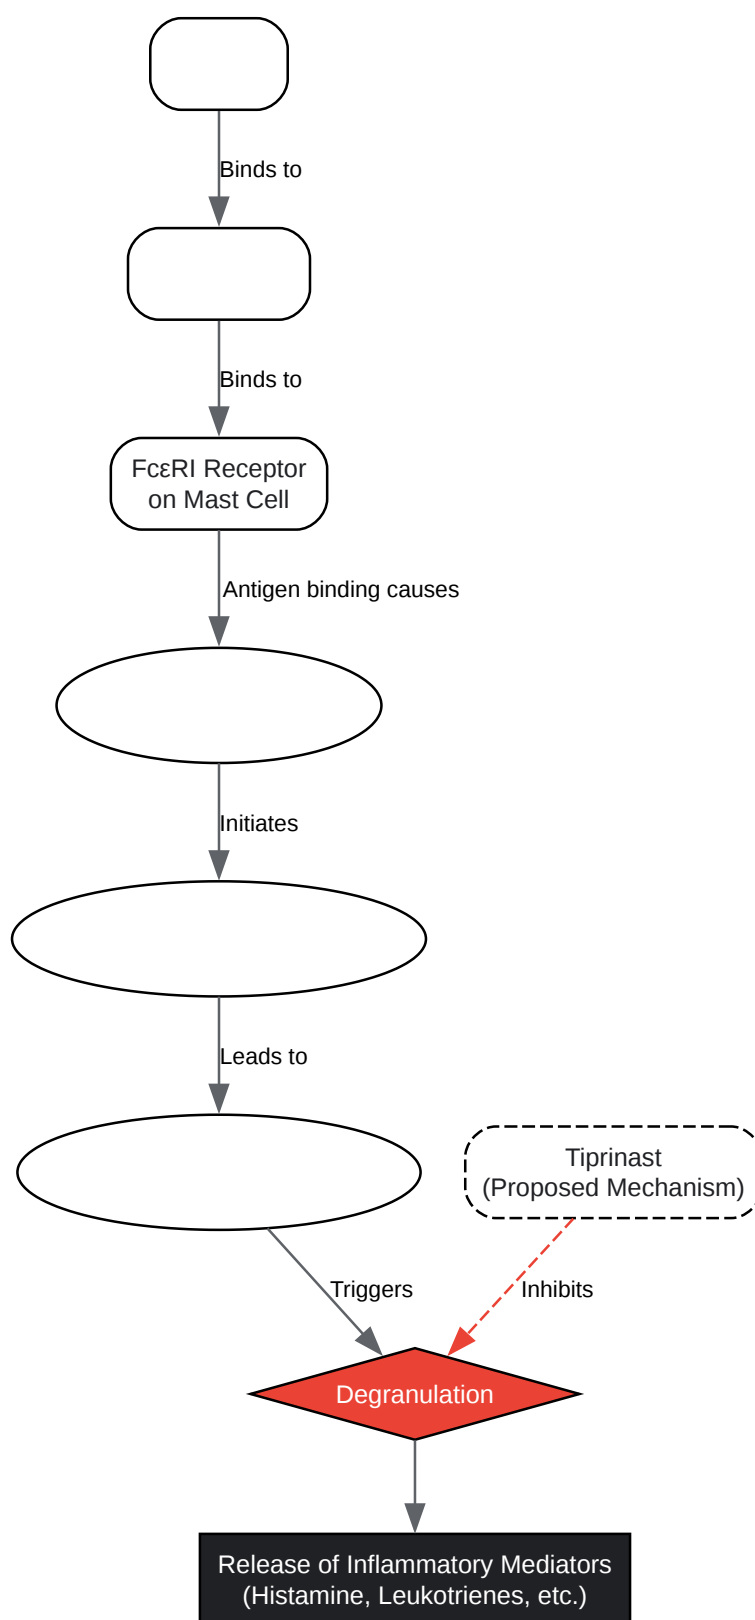 Binds to
Binds to
FcεRI Receptor
on Mast Cell
Antigen binding causes
Initiates
Leads to
Tiprinast
(Proposed Mechanism)
Triggers
Inhibits
Degranulation
Release of Inflammatory Mediators
(Histamine, Leukotrienes, etc.)